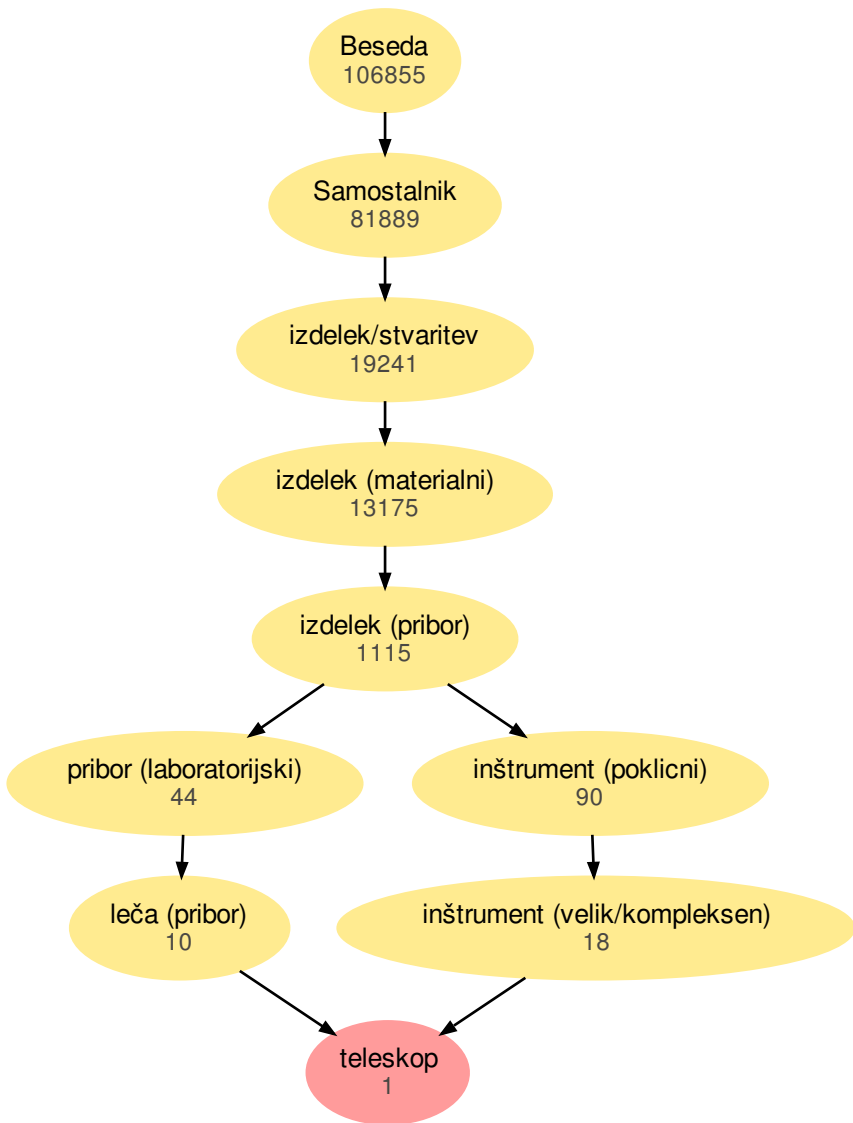 Beseda
106855
Samostalnik
81889
izdelek/stvaritev
19241
izdelek (materialni)
13175
izdelek (pribor)
1115
pribor (laboratorijski)
44
inštrument (poklicni)
90
leča (pribor)
10
inštrument (velik/kompleksen)
18
teleskop
1